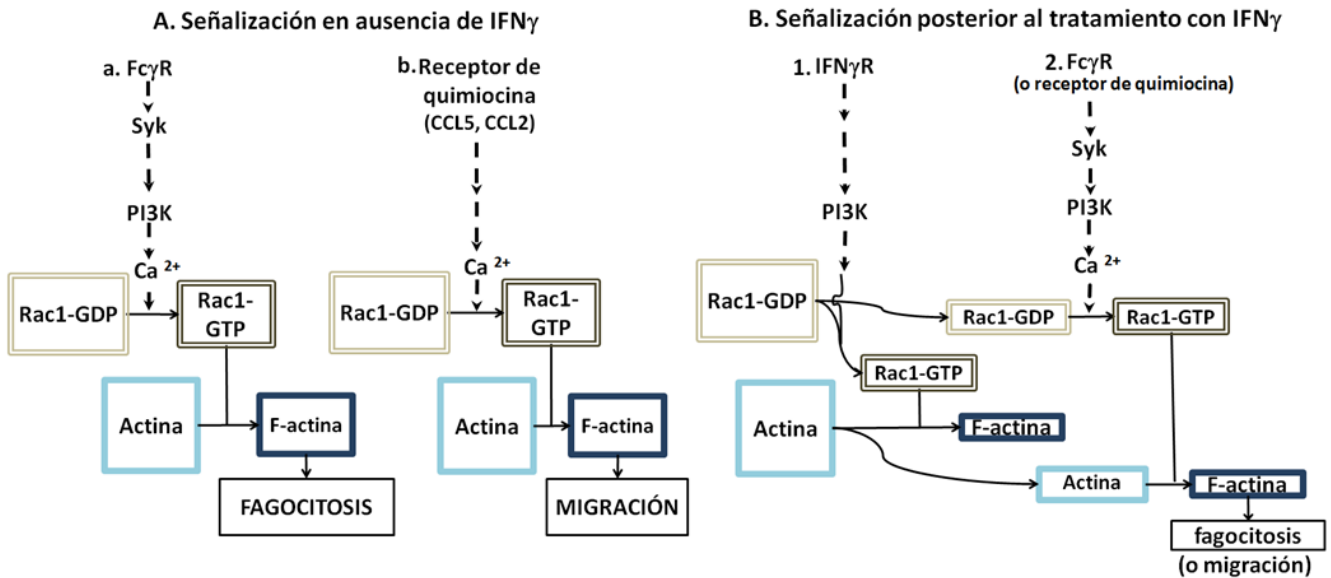 A. Señalización en ausencia de IFNγ
a. FcγR
Syk
PI3K
Ca 2+
Rac1-GDP
Rac1-
GTP
Actina
F-actina
FAGOCITOSIS
b. Receptor de
quimiocina
(CCL5, CCL2)
Ca 2+
Rac1-GDP
Rac1-
GTP
Actina
F-actina
MIGRACIÓN
B. Señalización posterior al tratamiento con IFNγ
1. IFNγR
PI3K
Rac1-GDP
Rac1-GTP
Actina
F-actina
2. FcγR
(o receptor de quimiocina)
Syk
PI3K
Ca 2+
Rac1-GDP
Rac1-GTP
Actina
F-actina
fagocitosis
(o migración)